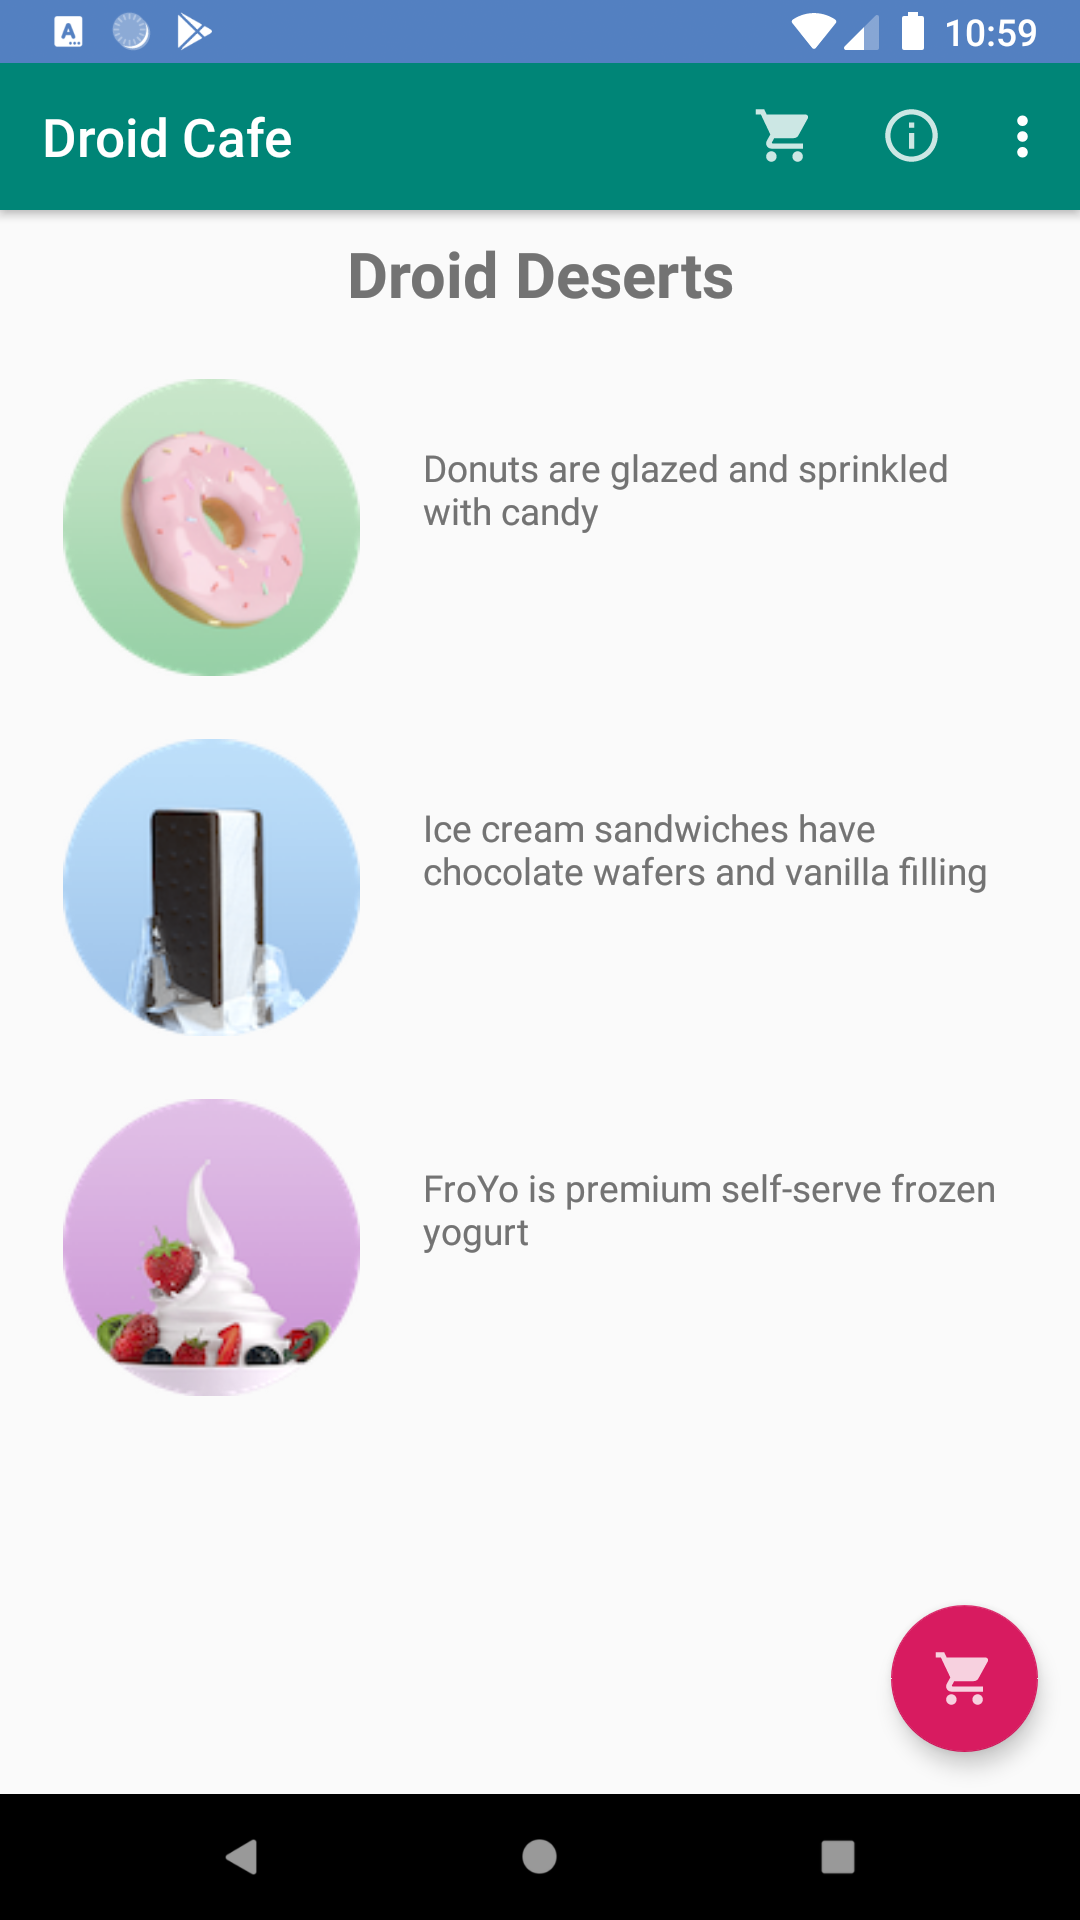 10:59
Droid Cafe
Droid Deserts
Donuts are glazed and sprinkled
with candy
Ice cream sandwiches have
chocolate wafers and vanilla filling
FroYo is premium self-serve frozen
yogurt